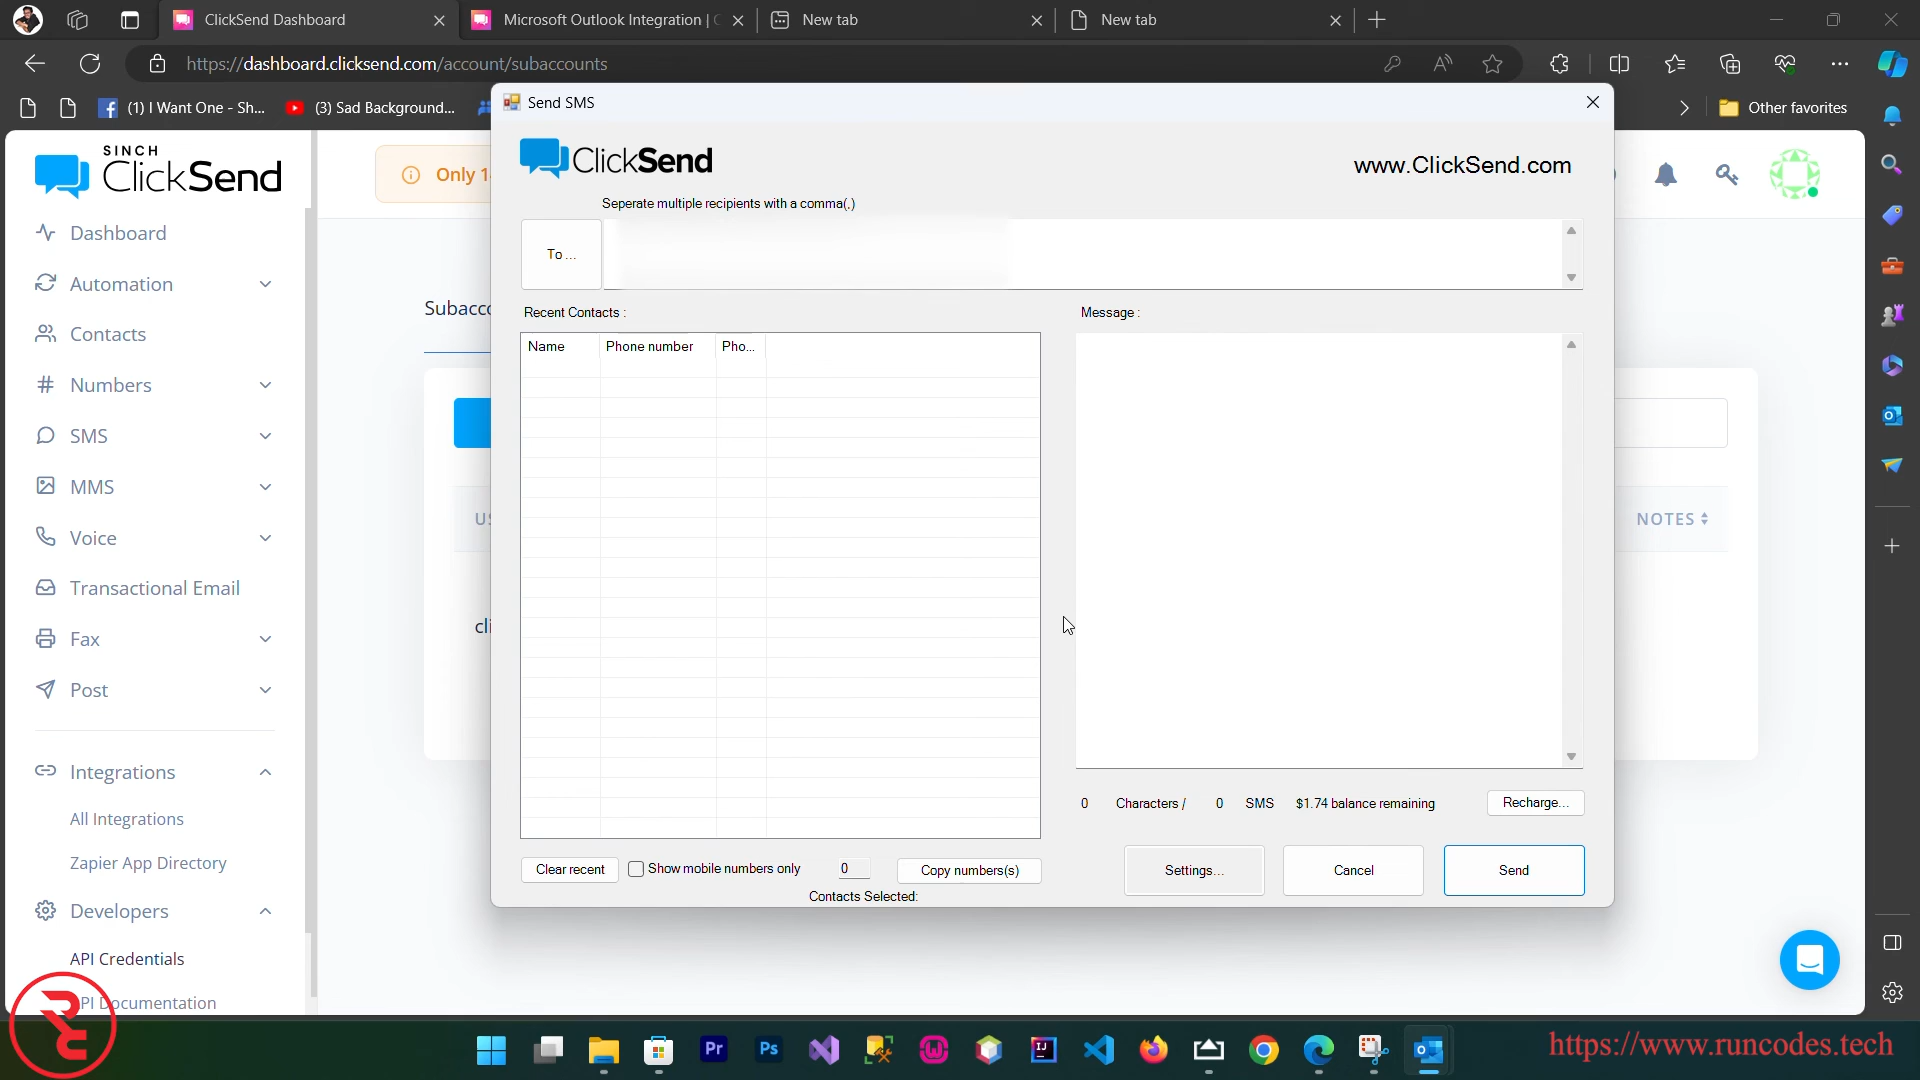 ClickSend Dashboard
Microsoft Outlook Integration |
New tab
New tab
https://dashboard.clicksend.com/account/subaccounts
(1) I Want One - Sh...
(3) Sad Background...
Other favorites
Send SMS
SINCH
ClickSend
Only 1
ClickSend
www.ClickSend.com
Seperate multiple recipients with a comma(.)
To ...
Dashboard
Automation
Contacts
Numbers
SMS
MMS
Voice
Transactional Email
Fax
Post
Integrations
All Integrations
Zapier App Directory
Developers
API Credentials
PI Documentation
Subacco
US
cli
NOTES
Recent Contacts :
Message :
Name
Phone number
Pho...
0 Characters / 0 SMS $1.74 balance remaining
Recharge...
Clear recent
Show mobile numbers only
0
Copy numbers(s)
Contacts Selected:
Settings...
Cancel
Send
https://www.runcodes.tech